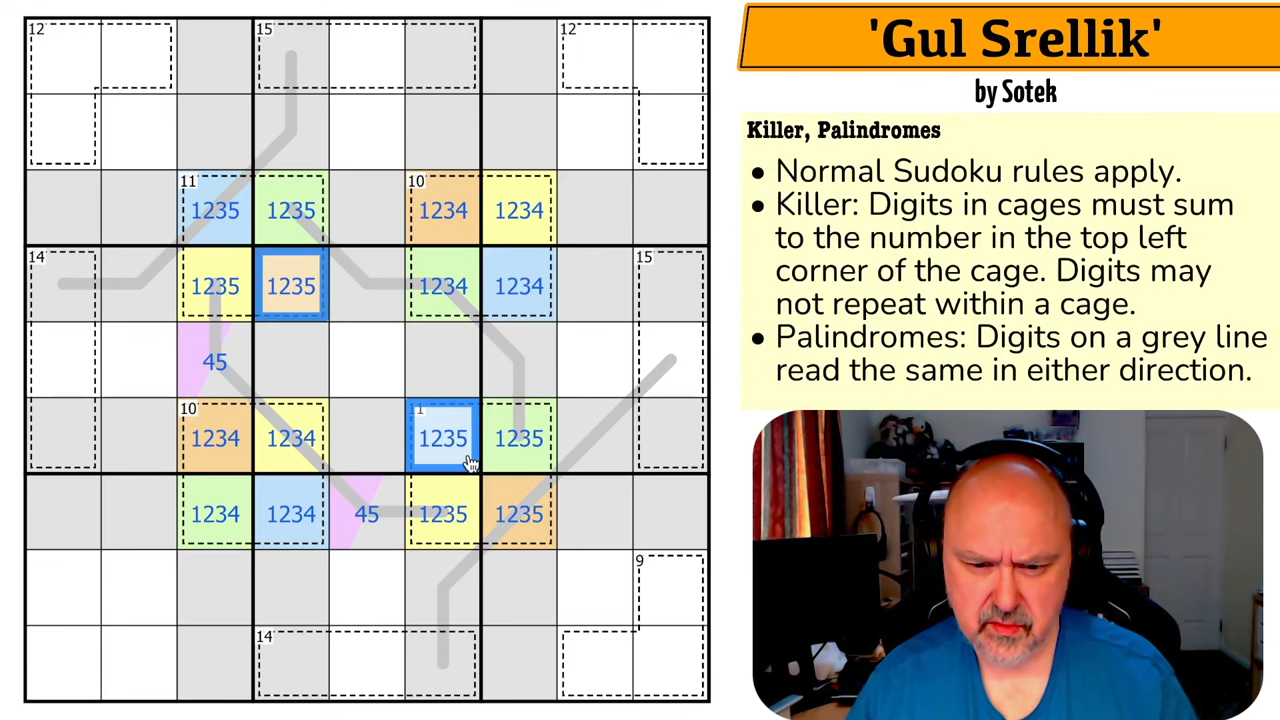 'Gul Srellik'
by Sotek
Killer, Palindromes
• Normal Sudoku rules apply.
• Killer: Digits in cages must sum
to the number in the top left
corner of the cage. Digits may
not repeat within a cage.
• Palindromes: Digits on a grey line
read the same in either direction.
12 15 12
11 10
1235 1235 1234 1234
14 15
1235 1235 1234 1234
45
10 11
1234 1234 1235 1235
1234 1234 45 1235 1235
9
14